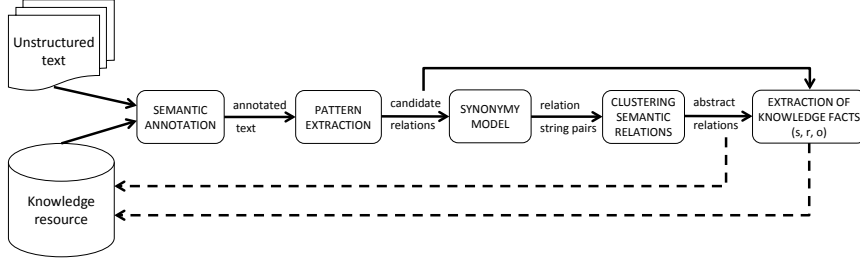 Unstructured
text
SEMANTIC
ANNOTATION
annotated
text
PATTERN
EXTRACTION
candidate
relations
SYNONYMY
MODEL
relation
string pairs
CLUSTERING
SEMANTIC
RELATIONS
abstract
relations
EXTRACTION OF
KNOWLEDGE FACTS
(s, r, o)
Knowledge
resource